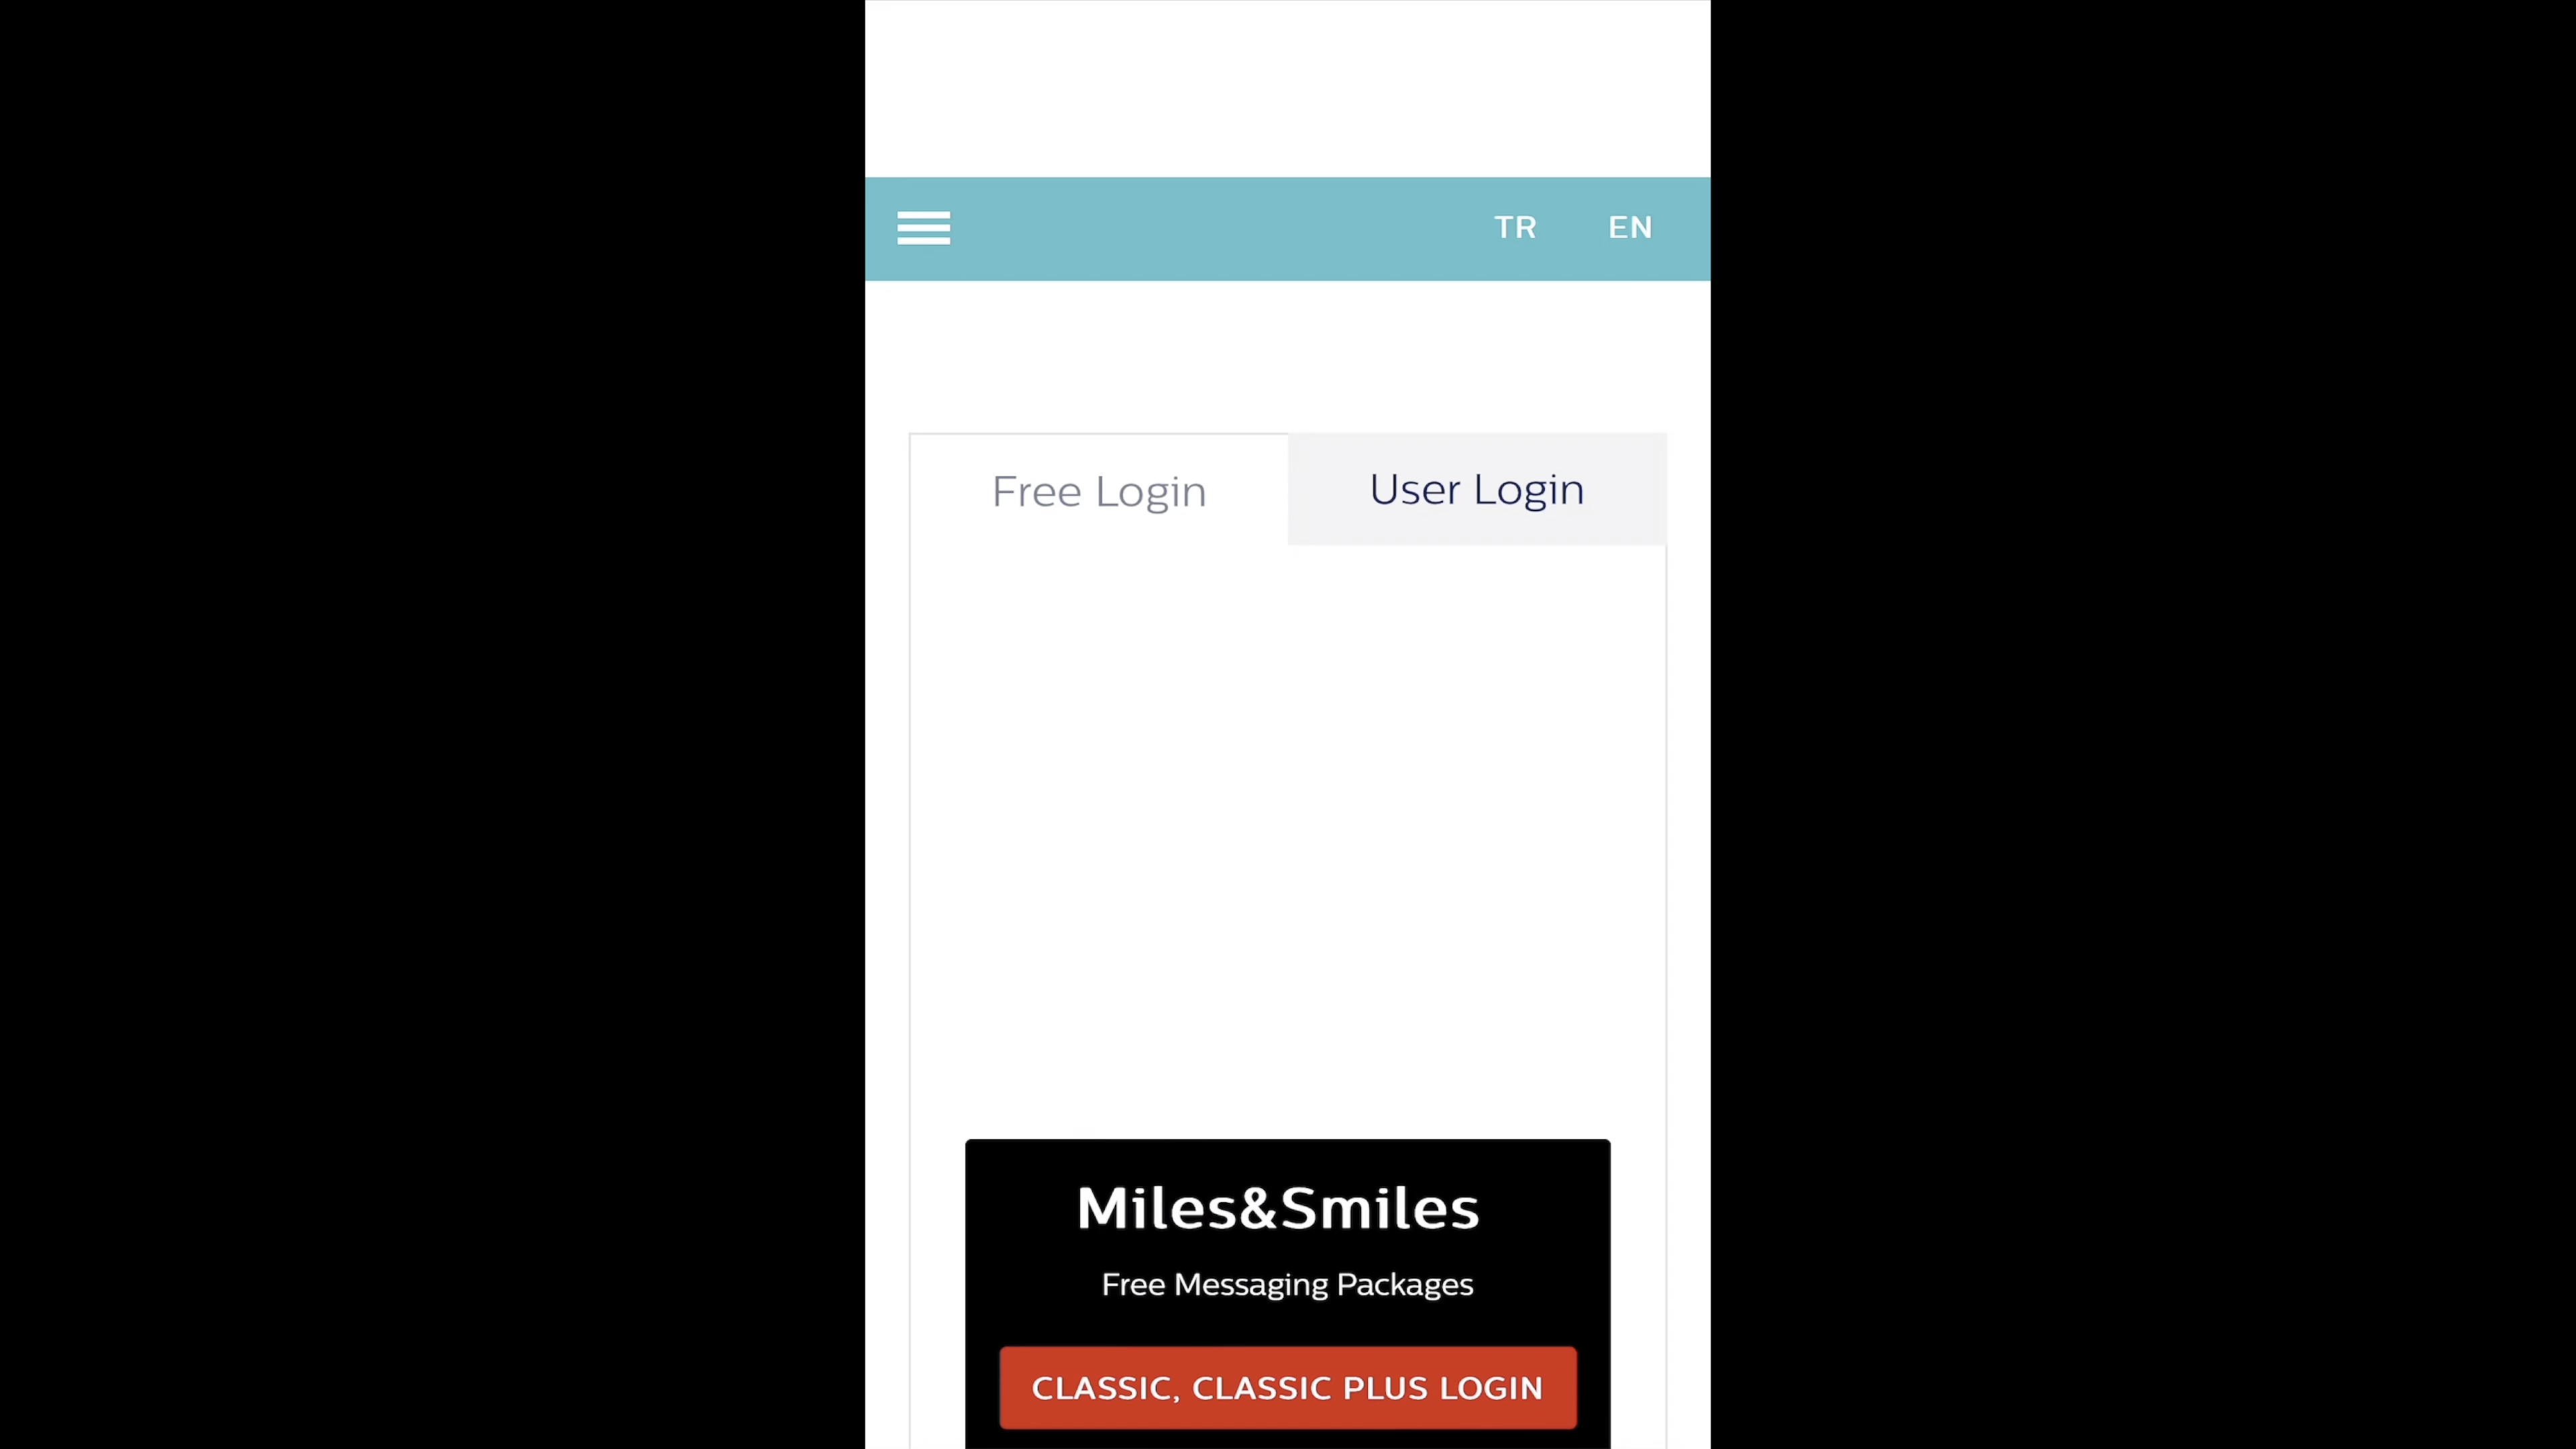 TR EN
Free Login User Login
Miles&Smiles
Free Messaging Packages
CLASSIC, CLASSIC PLUS LOGIN